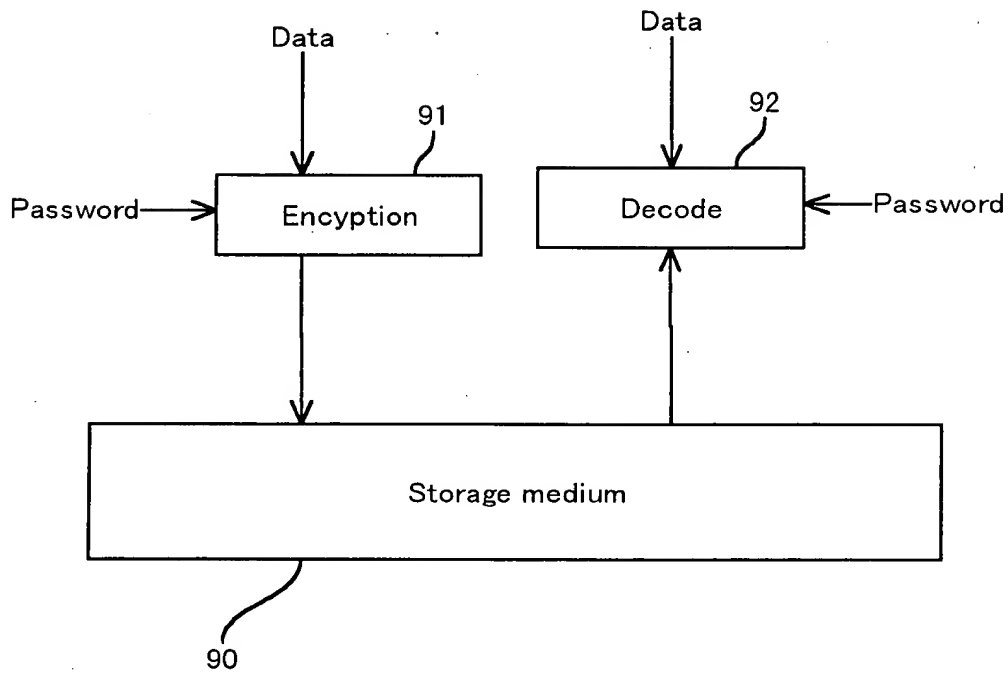 Data
Data
91
92
Password
Encyption
Decode
Password
Storage medium
90